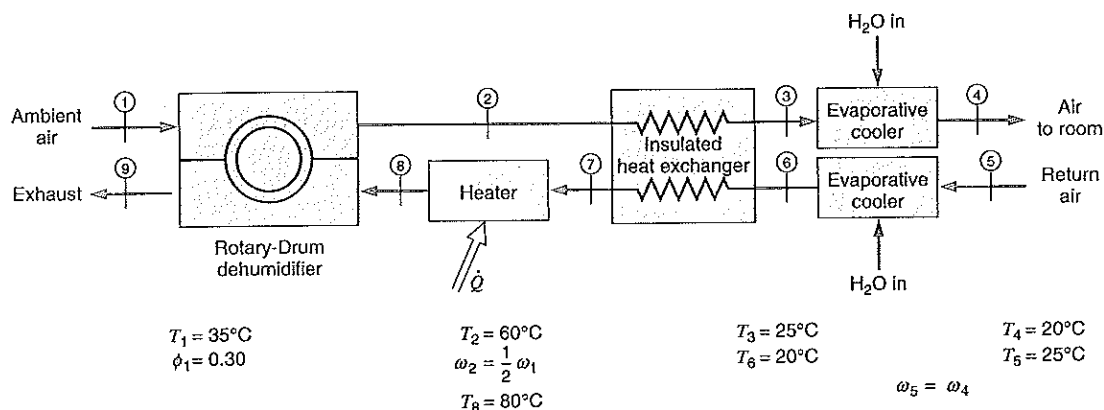 H₂O in
① ② ③ ④
Ambient air
Evaporative cooler
Air to room
Insulated heat exchanger
⑨ ⑧ ⑦ ⑥ ⑤
Exhaust
Heater
Evaporative cooler
Return air
Rotary-Drum dehumidifier
Q̇
H₂O in
T₁ = 35°C
ϕ₁ = 0.30
T₂ = 60°C
ω₂ = 1/2 ω₁
T₈ = 80°C
T₃ = 25°C
T₆ = 20°C
T₄ = 20°C
T₅ = 25°C
ω₅ = ω₄